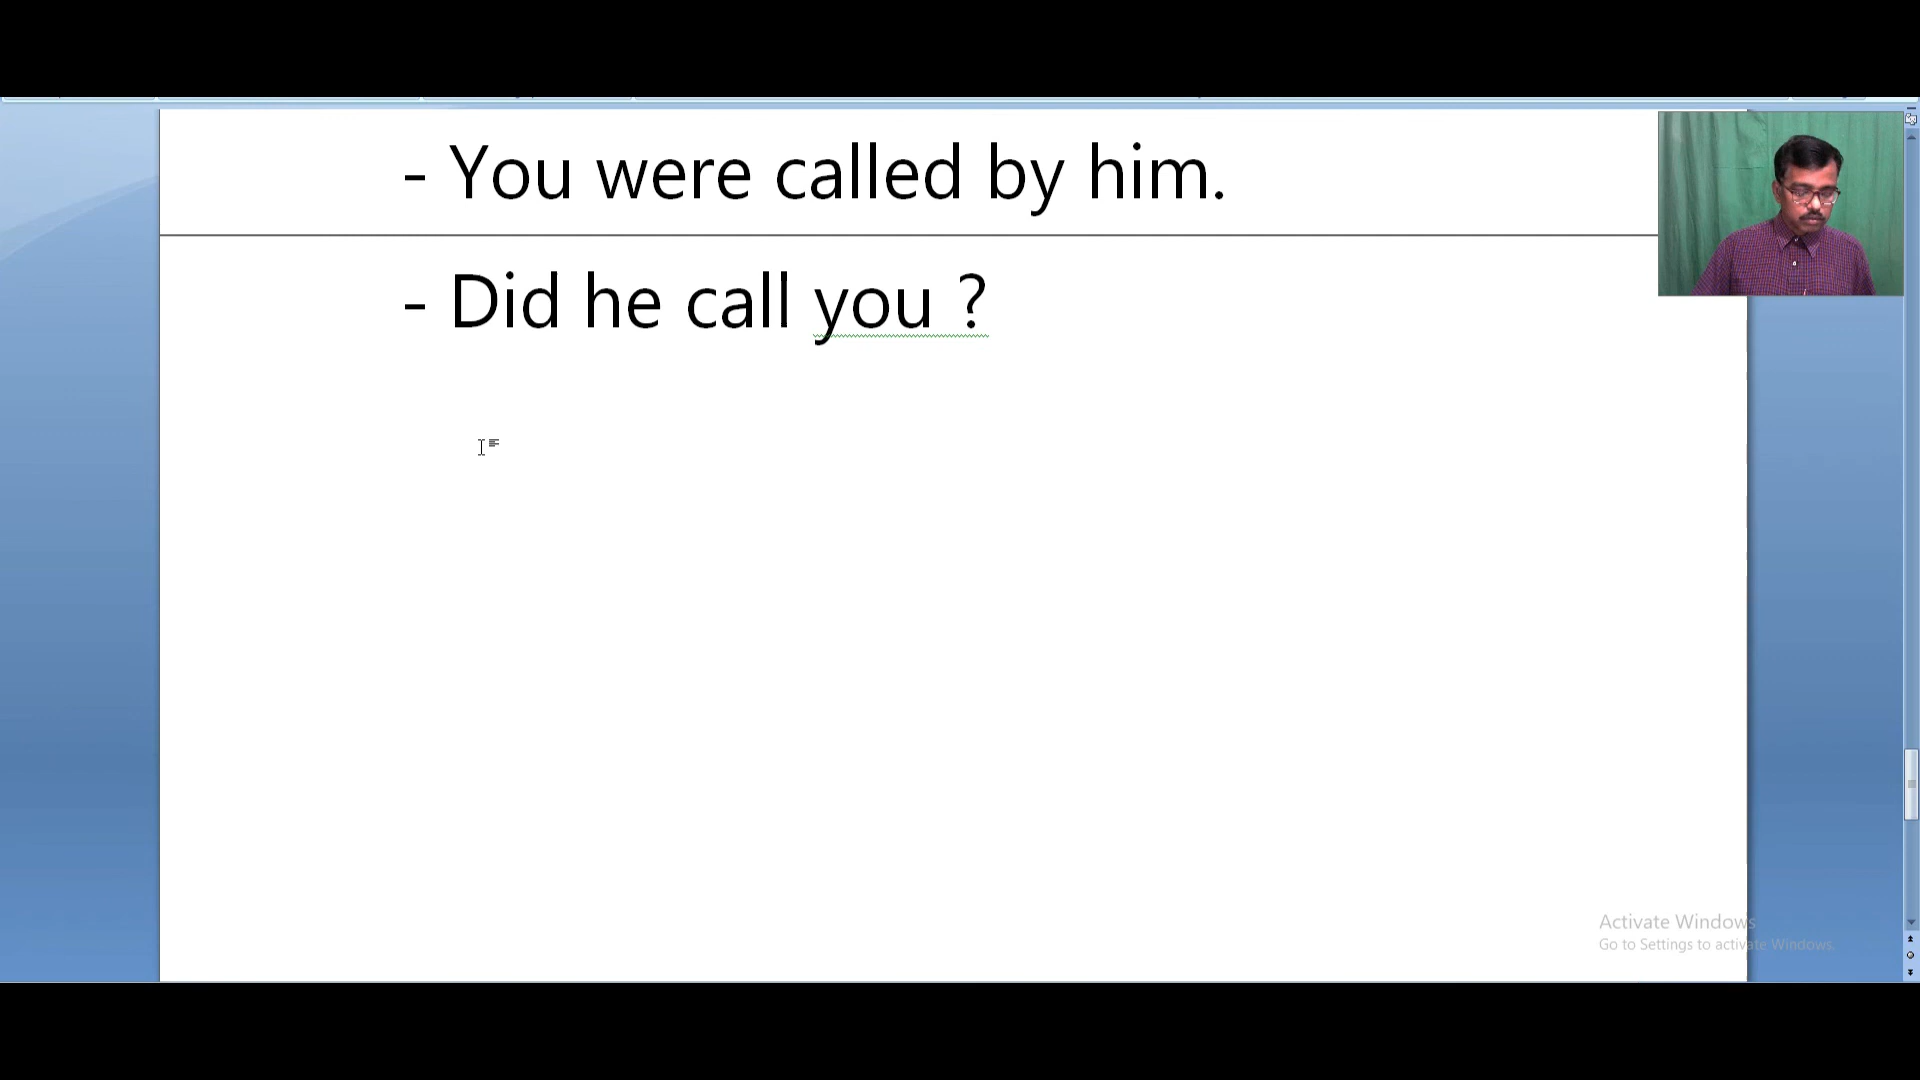 - You were called by him.
- Did he call you ?
Activate Windows
Go to Settings to activate Windows.